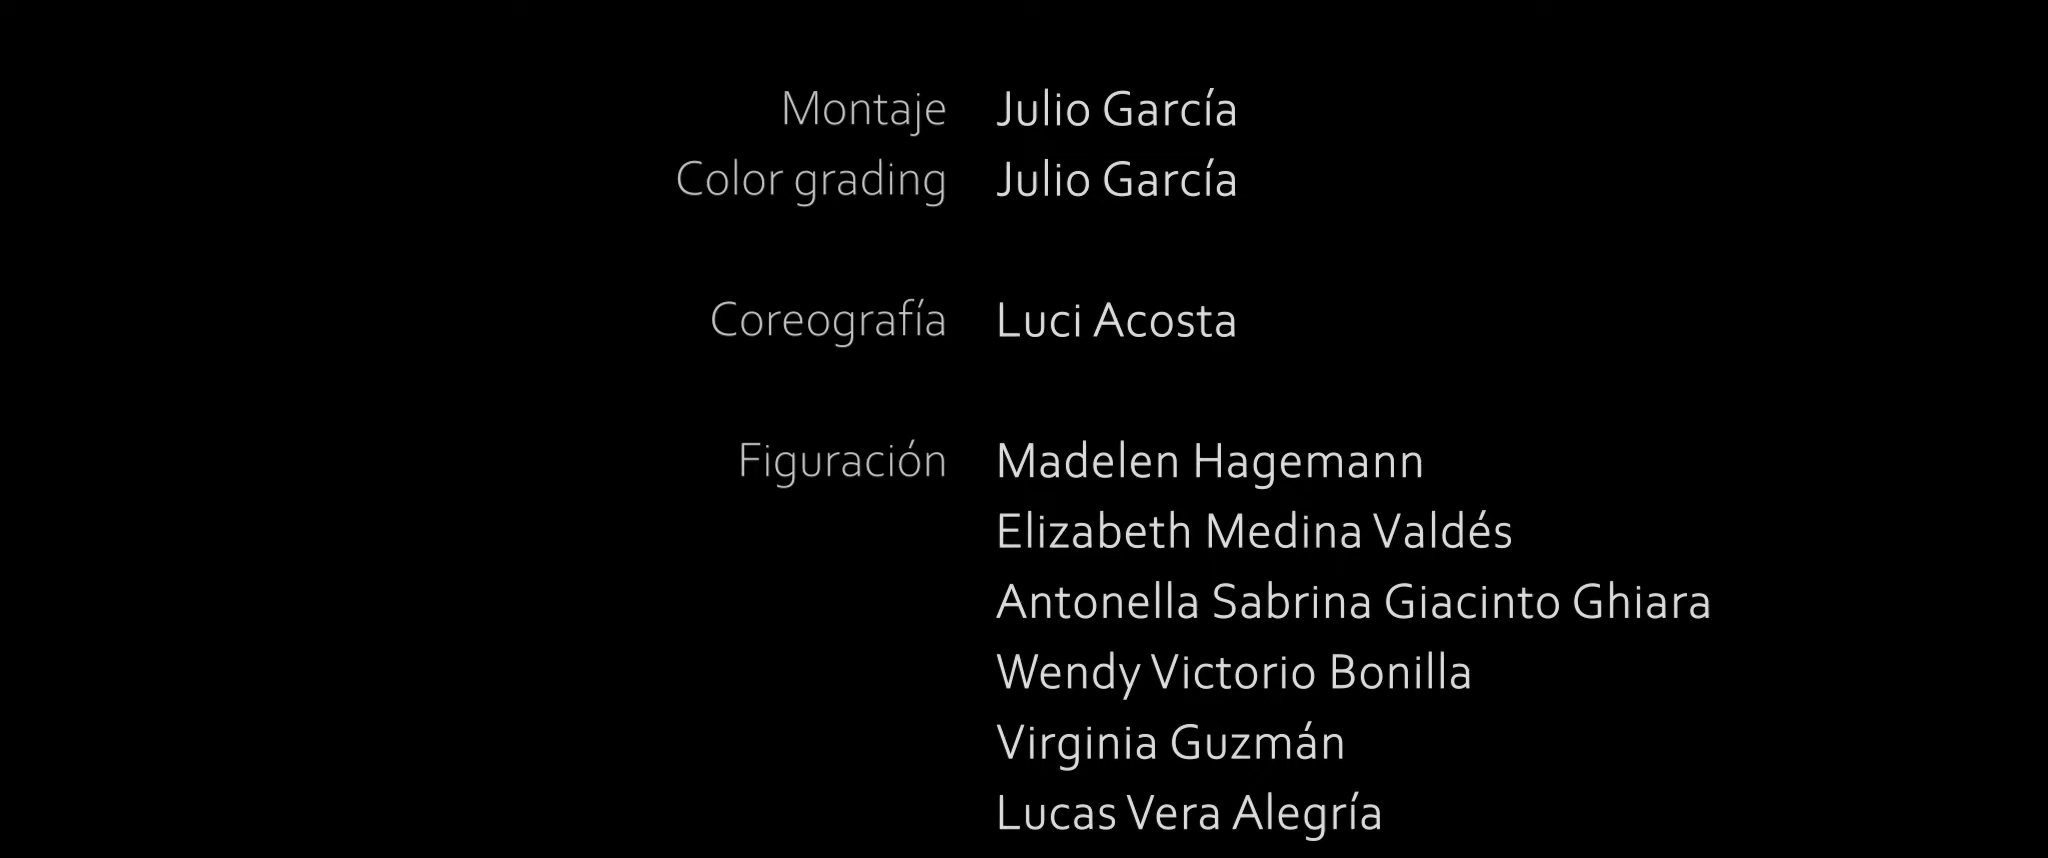 Montaje Julio García
Color grading Julio García
Coreografía Luci Acosta
Figuración Madelen Hagemann
Elizabeth Medina Valdés
Antonella Sabrina Giacinto Ghiara
Wendy Victorio Bonilla
Virginia Guzmán
Lucas Vera Alegría